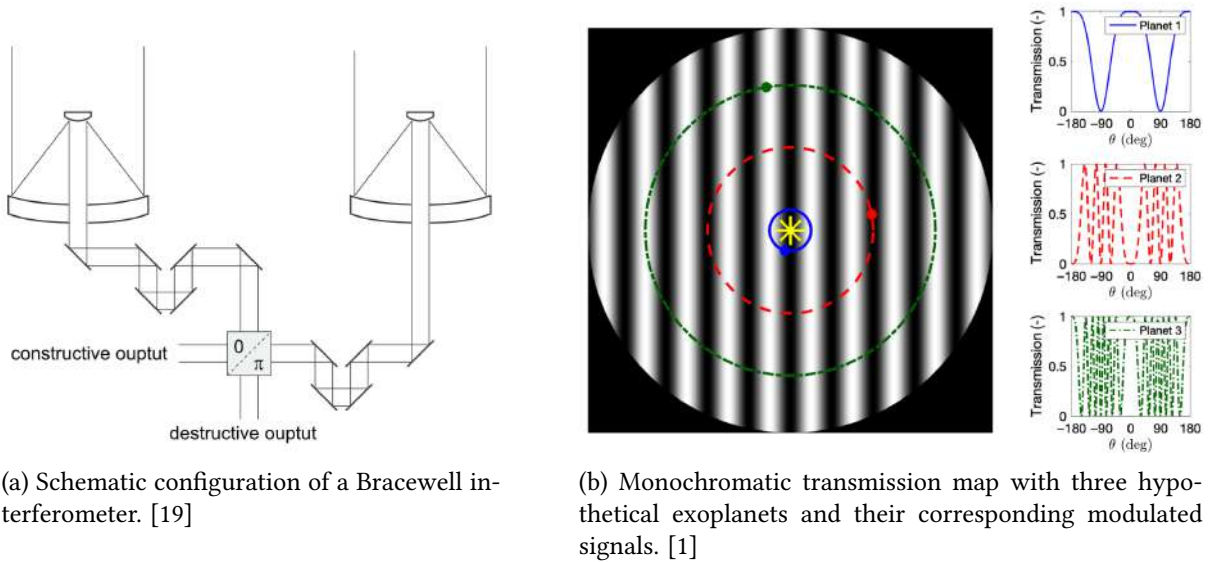 0
π
constructive ouptut
destructive ouptut
(a) Schematic configuration of a Bracewell in-
terferometer. [19]
Transmission (-)
1
0.5
0
−180 −90 0 90 180
θ (deg)
Planet 1
Transmission (-)
1
0.5
0
−180 −90 0 90 180
θ (deg)
Planet 2
Transmission (-)
1
0.5
0
−180 −90 0 90 180
θ (deg)
Planet 3
(b) Monochromatic transmission map with three hypo-
thetical exoplanets and their corresponding modulated
signals. [1]